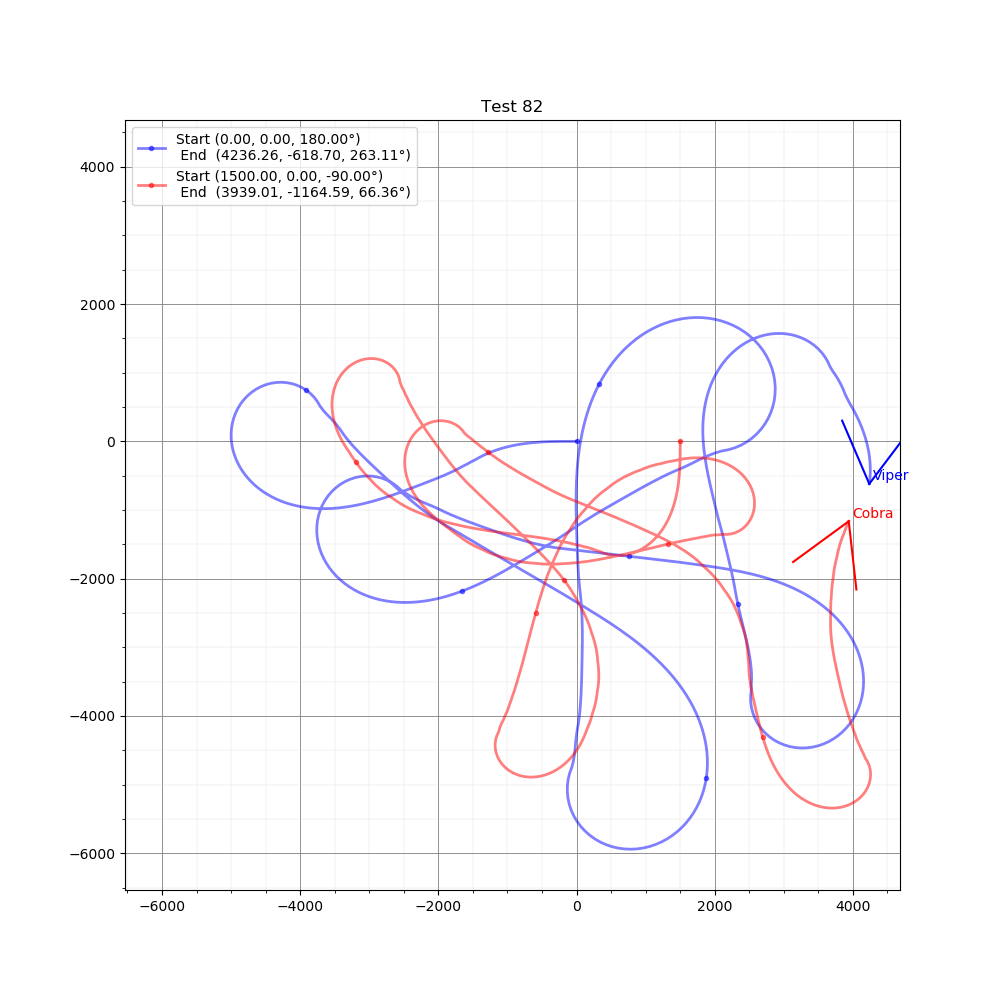 Test 82
Start (0.00, 0.00, 180.00°)
End  (4236.26, -618.70, 263.11°)
Start (1500.00, 0.00, -90.00°)
End  (3939.01, -1164.59, 66.36°)
4000
2000
0
−2000
−4000
−6000
Viper
Cobra
−6000
−4000
−2000
0
2000
4000